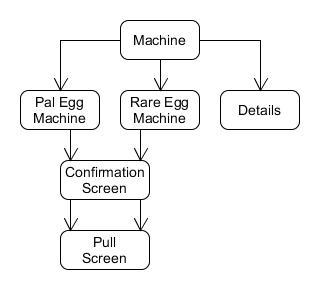 Machine
Pal Egg
Machine
Rare Egg
Machine
Details
Confirmation
Screen
Pull
Screen